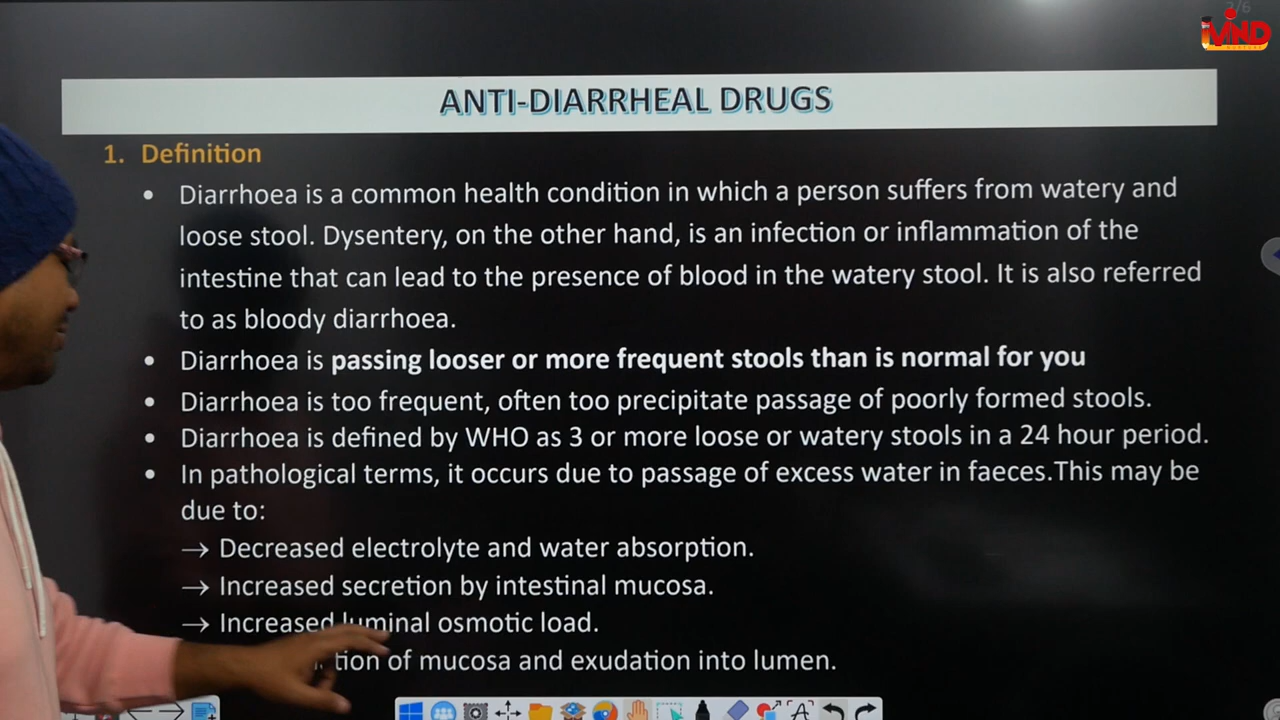 2/6
iMIND
ANTI-DIARRHEAL DRUGS
1. Definition
• Diarrhoea is a common health condition in which a person suffers from watery and
loose stool. Dysentery, on the other hand, is an infection or inflammation of the
intestine that can lead to the presence of blood in the watery stool. It is also referred
to as bloody diarrhoea.
• Diarrhoea is passing looser or more frequent stools than is normal for you
• Diarrhoea is too frequent, often too precipitate passage of poorly formed stools.
• Diarrhoea is defined by WHO as 3 or more loose or watery stools in a 24 hour period.
• In pathological terms, it occurs due to passage of excess water in faeces.This may be
due to:
→ Decreased electrolyte and water absorption.
→ Increased secretion by intestinal mucosa.
→ Increased luminal osmotic load.
tion of mucosa and exudation into lumen.